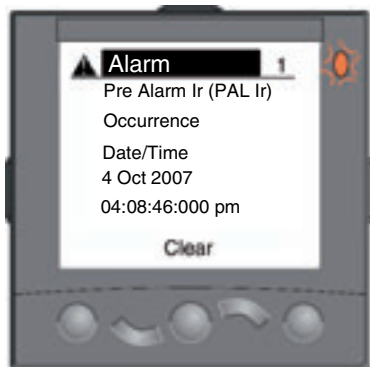 Alarm 1
Pre Alarm Ir (PAL Ir)
Occurrence
Date/Time
4 Oct 2007
04:08:46:000 pm
Clear